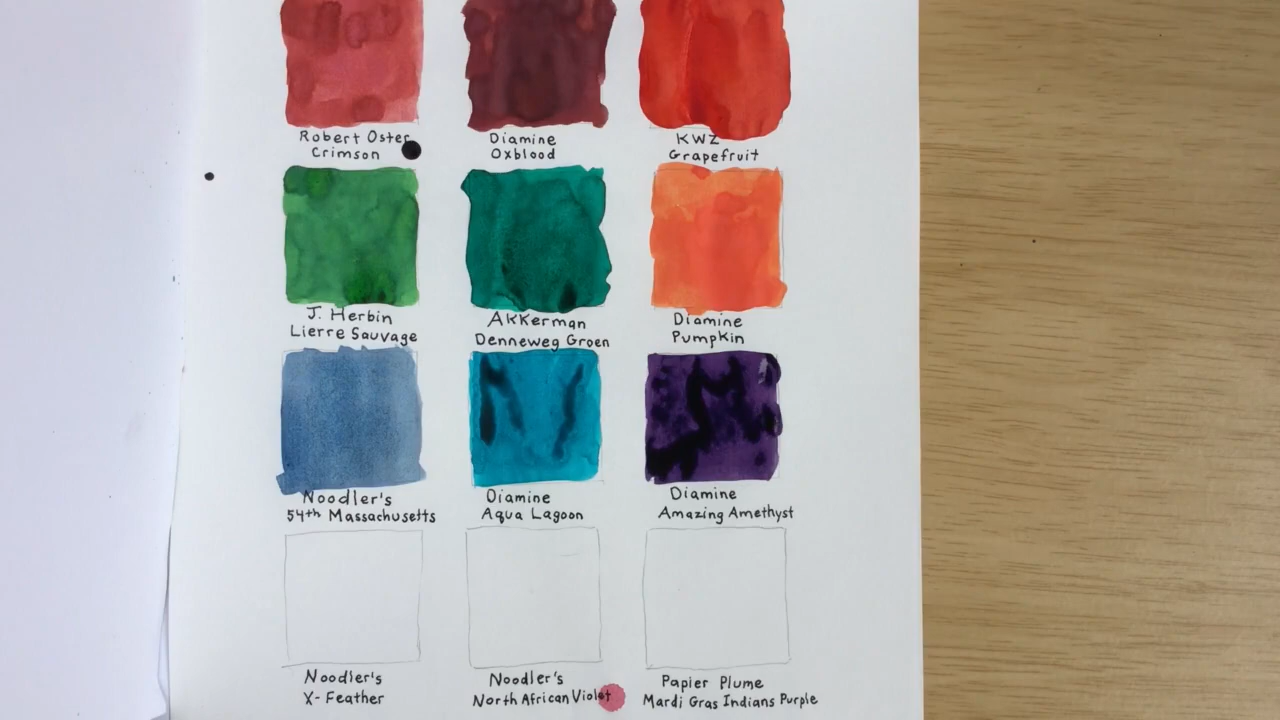 Robert Oster
Crimson
Diamine
Oxblood
KWZ
Grapefruit
J. Herbin
Lierre Sauvage
Akkerman
Denneweg Groen
Diamine
Pumpkin
Noodler's
54th Massachusetts
Diamine
Aqua Lagoon
Diamine
Amazing Amethyst
Noodler's
X-Feather
Noodler's
North African Violet
Papier Plume
Mardi Gras Indians Purple